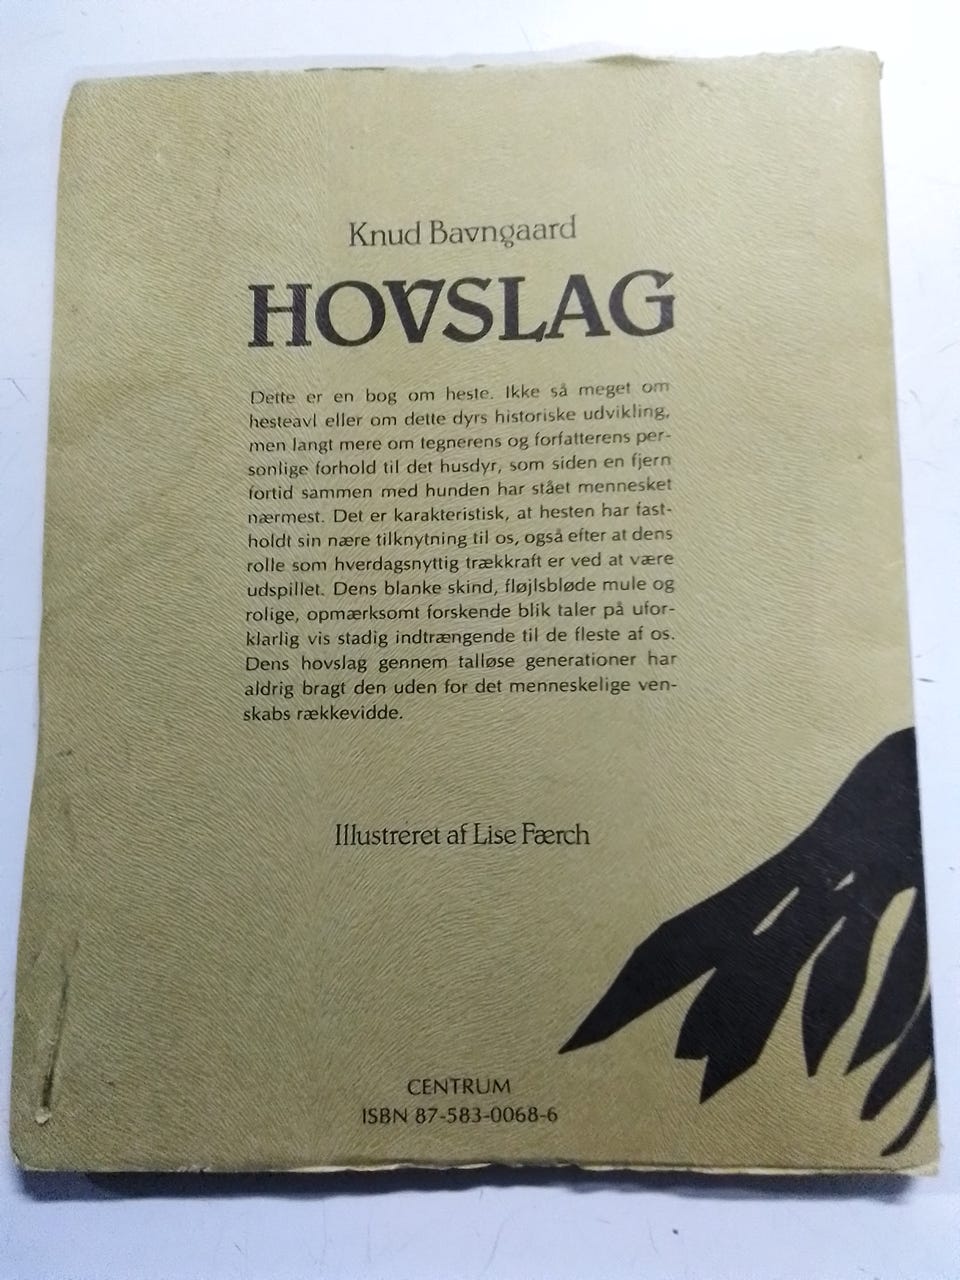 Knud Bavngaard
HOVSLAG
Dette er en bog om heste. Ikke så meget om
hesteavl eller om dette dyrs historiske udvikling,
men langt mere om tegnerens og forfatterens per-
sonlige forhold til det husdyr, som siden en fjern
fortid sammen med hunden har stået mennesket
nærmest. Det er karakteristisk, at hesten har fast-
holdt sin nære tilknytning til os, også efter at dens
rolle som hverdagsnyttig trækkraft er ved at være
udspillet. Dens blanke skind, fløjlsbløde mule og
rolige, opmærksomt forskende blik taler på ufor-
klarlig vis stadig indtrængende til de fleste af os.
Dens hovslag gennem talløse generationer har
aldrig bragt den uden for det menneskelige ven-
skabs rækkevidde.
Illustreret af Lise Færch
CENTRUM
ISBN 87-583-0068-6